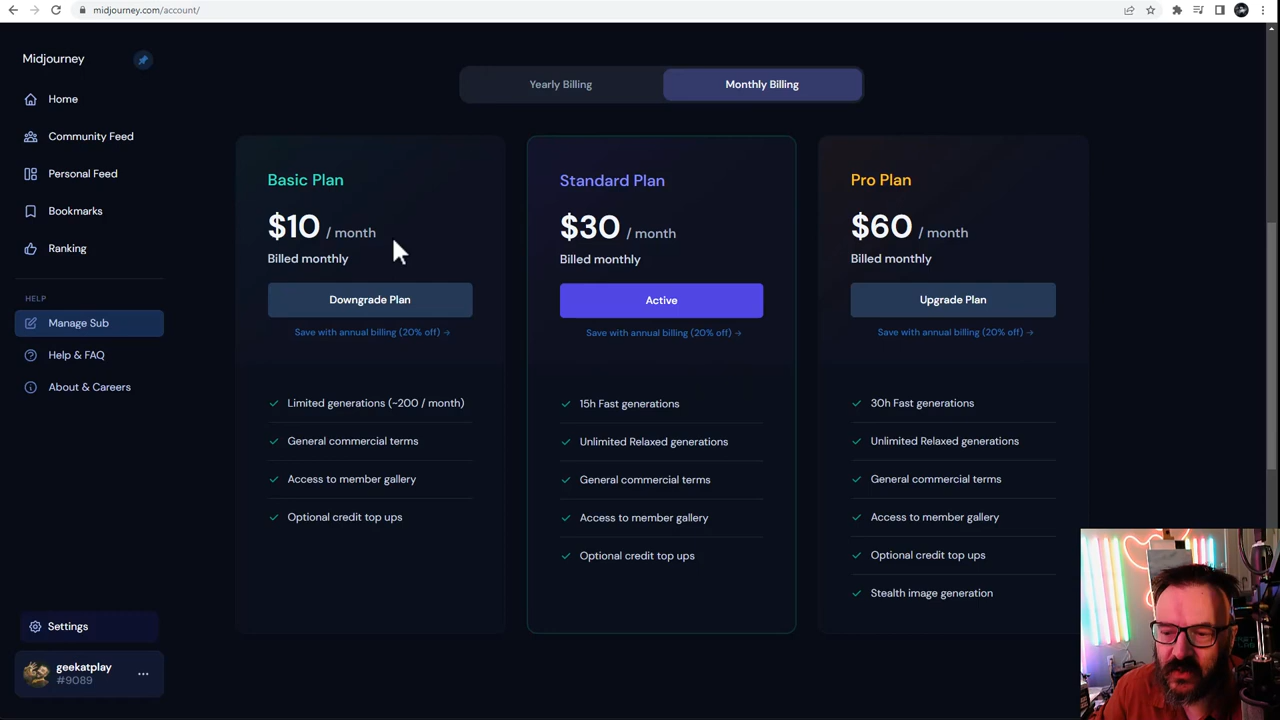 midjourney.com/account/
Midjourney
Home
Community Feed
Personal Feed
Bookmarks
Ranking
HELP
Manage Sub
Help & FAQ
About & Careers
Settings
geekatplay
#9089
Yearly Billing
Monthly Billing
Basic Plan
$10 / month
Billed monthly
Downgrade Plan
Save with annual billing (20% off) →
Limited generations (~200 / month)
General commercial terms
Access to member gallery
Optional credit top ups
Standard Plan
$30 / month
Billed monthly
Active
Save with annual billing (20% off) →
15h Fast generations
Unlimited Relaxed generations
General commercial terms
Access to member gallery
Optional credit top ups
Pro Plan
$60 / month
Billed monthly
Upgrade Plan
Save with annual billing (20% off) →
30h Fast generations
Unlimited Relaxed generations
General commercial terms
Access to member gallery
Optional credit top ups
Stealth image generation